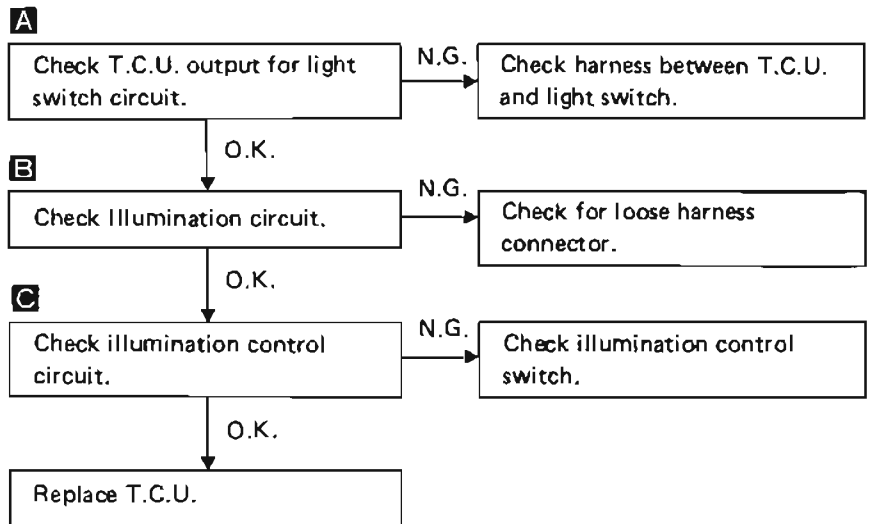 A
Check T.C.U. output for light
switch circuit.
N.G.
Check harness between T.C.U.
and light switch.
O.K.
B
Check Illumination circuit.
N.G.
Check for loose harness
connector.
O.K.
C
Check illumination control
circuit.
N.G.
Check illumination control
switch.
O.K.
Replace T.C.U.